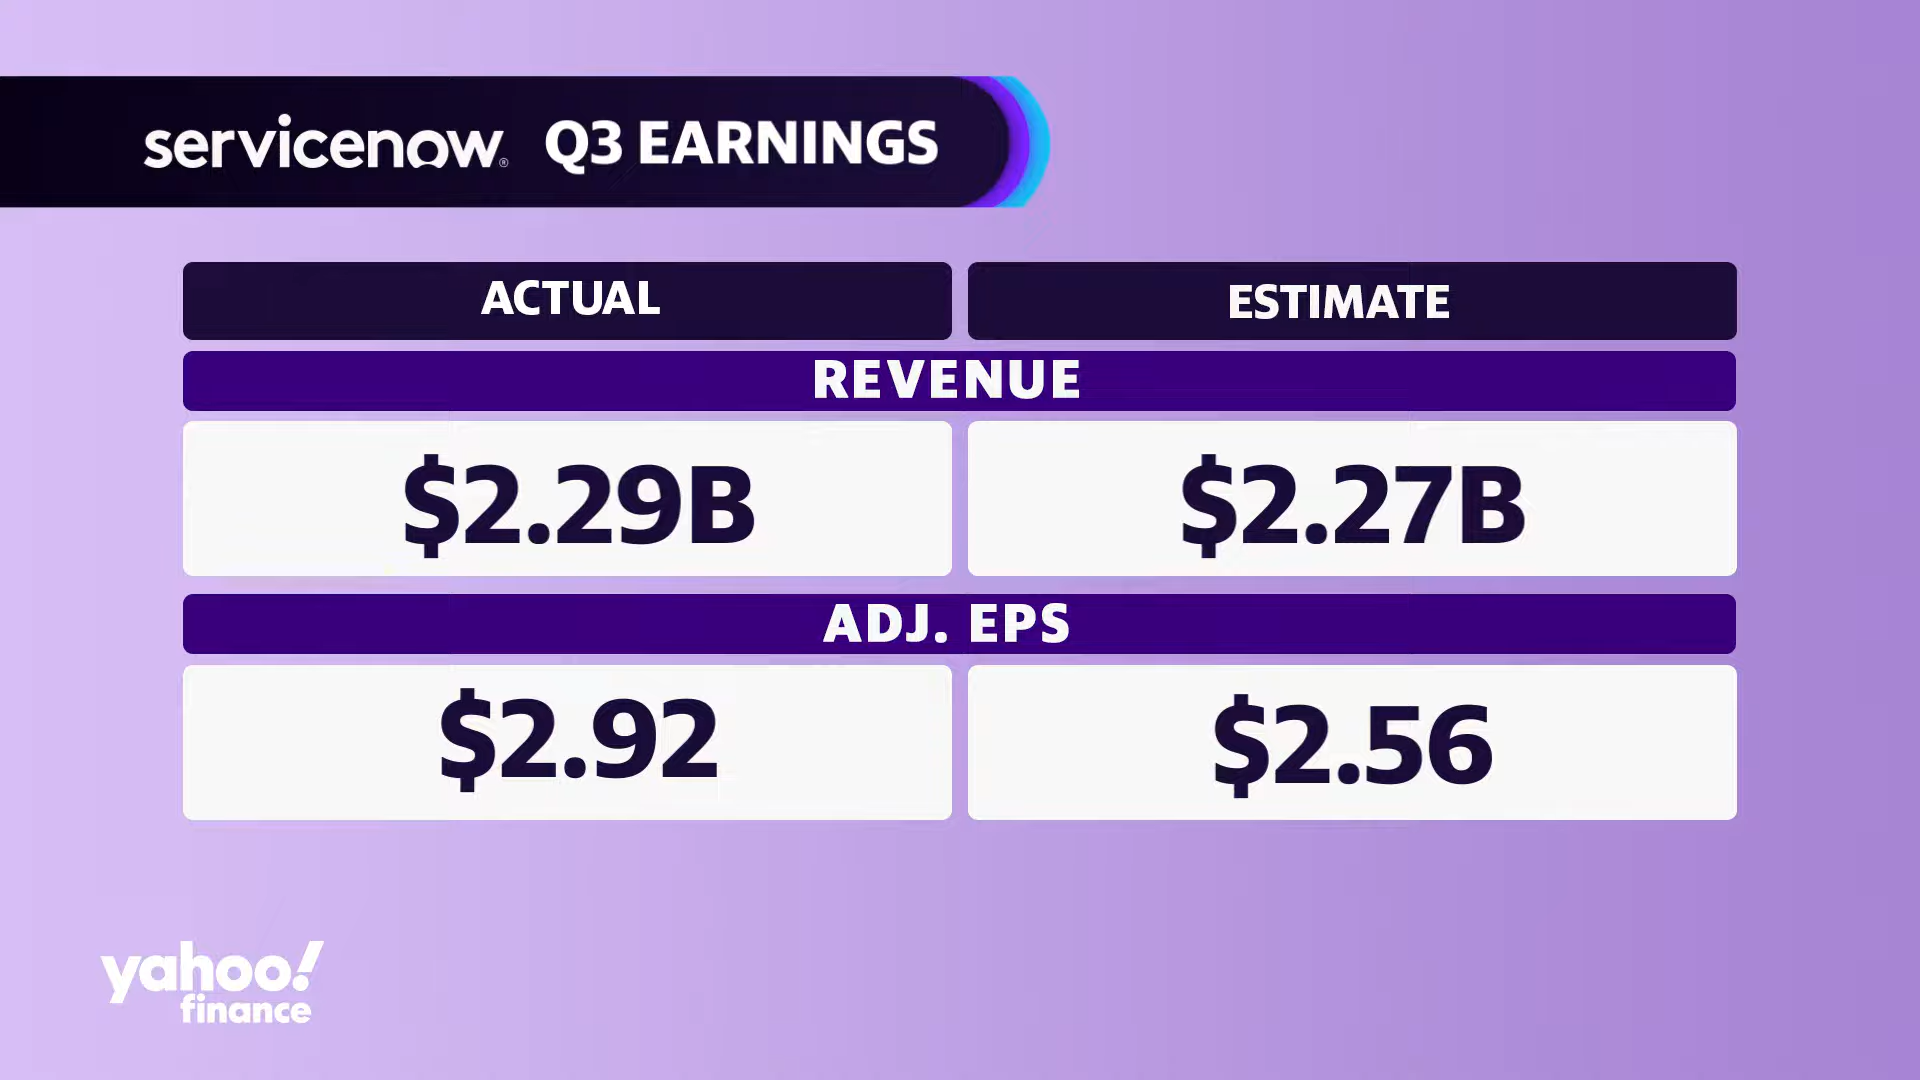 servicenow® Q3 EARNINGS
ACTUAL ESTIMATE
REVENUE
$2.29B $2.27B
ADJ. EPS
$2.92 $2.56
yahoo!
finance